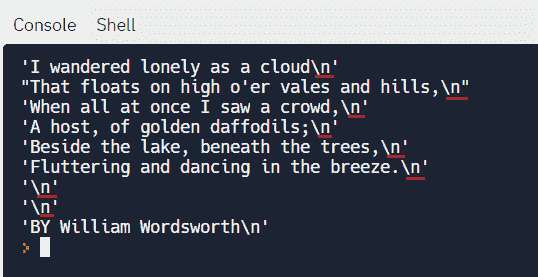 Console Shell
'I wandered lonely as a cloud\n'
"That floats on high o'er vales and hills,\n"
'When all at once I saw a crowd,\n'
'A host, of golden daffodils;\n'
'Beside the lake, beneath the trees,\n'
'Fluttering and dancing in the breeze.\n'
'\n'
'\n'
'BY William Wordsworth\n'
>